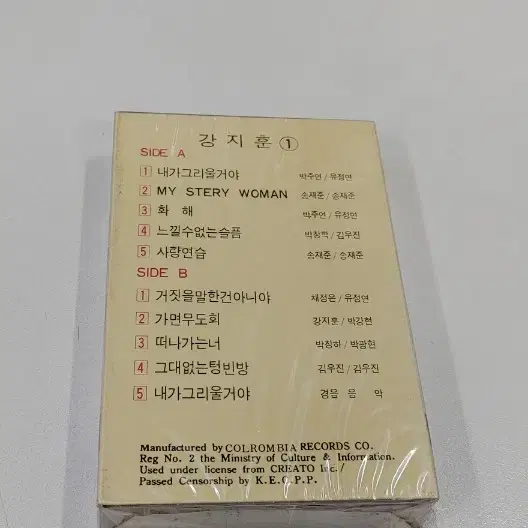 강 지 훈 ①
SIDE A
1 내가그리울거야 박주연 / 유정연
2 MY STERY WOMAN 송재준 / 송재준
3 화 해 박주연 / 유정연
4 느낄수없는슬픔 박창학 / 김우진
5 사랑연습 송재준 / 송재준
SIDE B
1 거짓을말한건아니야 채정은 / 유정연
2 가면무도회 강지훈 / 박강현
3 떠나가는너 박창하 / 박광현
4 그대없는텅빈방 김우진 / 김우진
5 내가그리울거야 경음 음 악
Manufactured by COLROMBIA RECORDS CO.
Reg No. 2 the Ministry of Culture & Information.
Used under license from CREATO Inc. /
Passed Censorship by K.E.C.P.P.